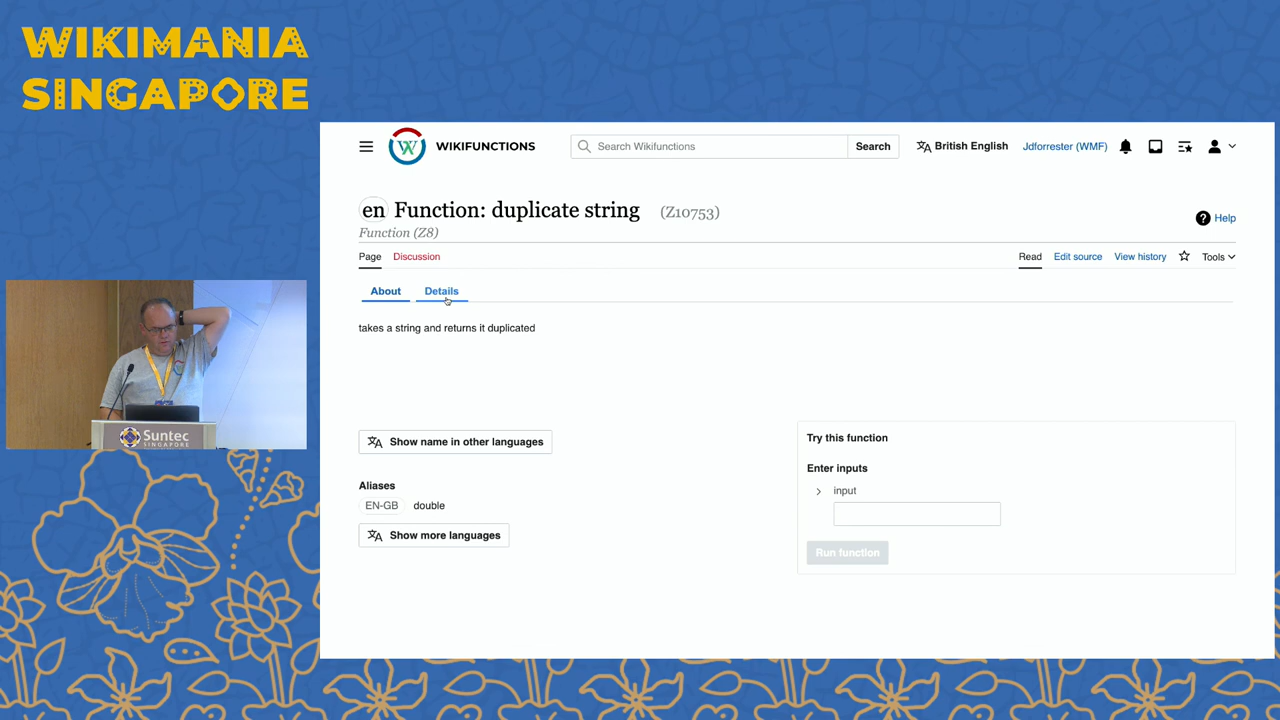 WIKIMANIA
SINGAPORE
WIKIFUNCTIONS
Search Wikifunctions
Search
British English
Jdforrester (WMF)
en Function: duplicate string (Z10753)
Function (Z8)
Help
Page Discussion
Read Edit source View history Tools
About Details
takes a string and returns it duplicated
Show name in other languages
Aliases
EN-GB double
Show more languages
Try this function
Enter inputs
input
Run function
Suntec
SINGAPORE